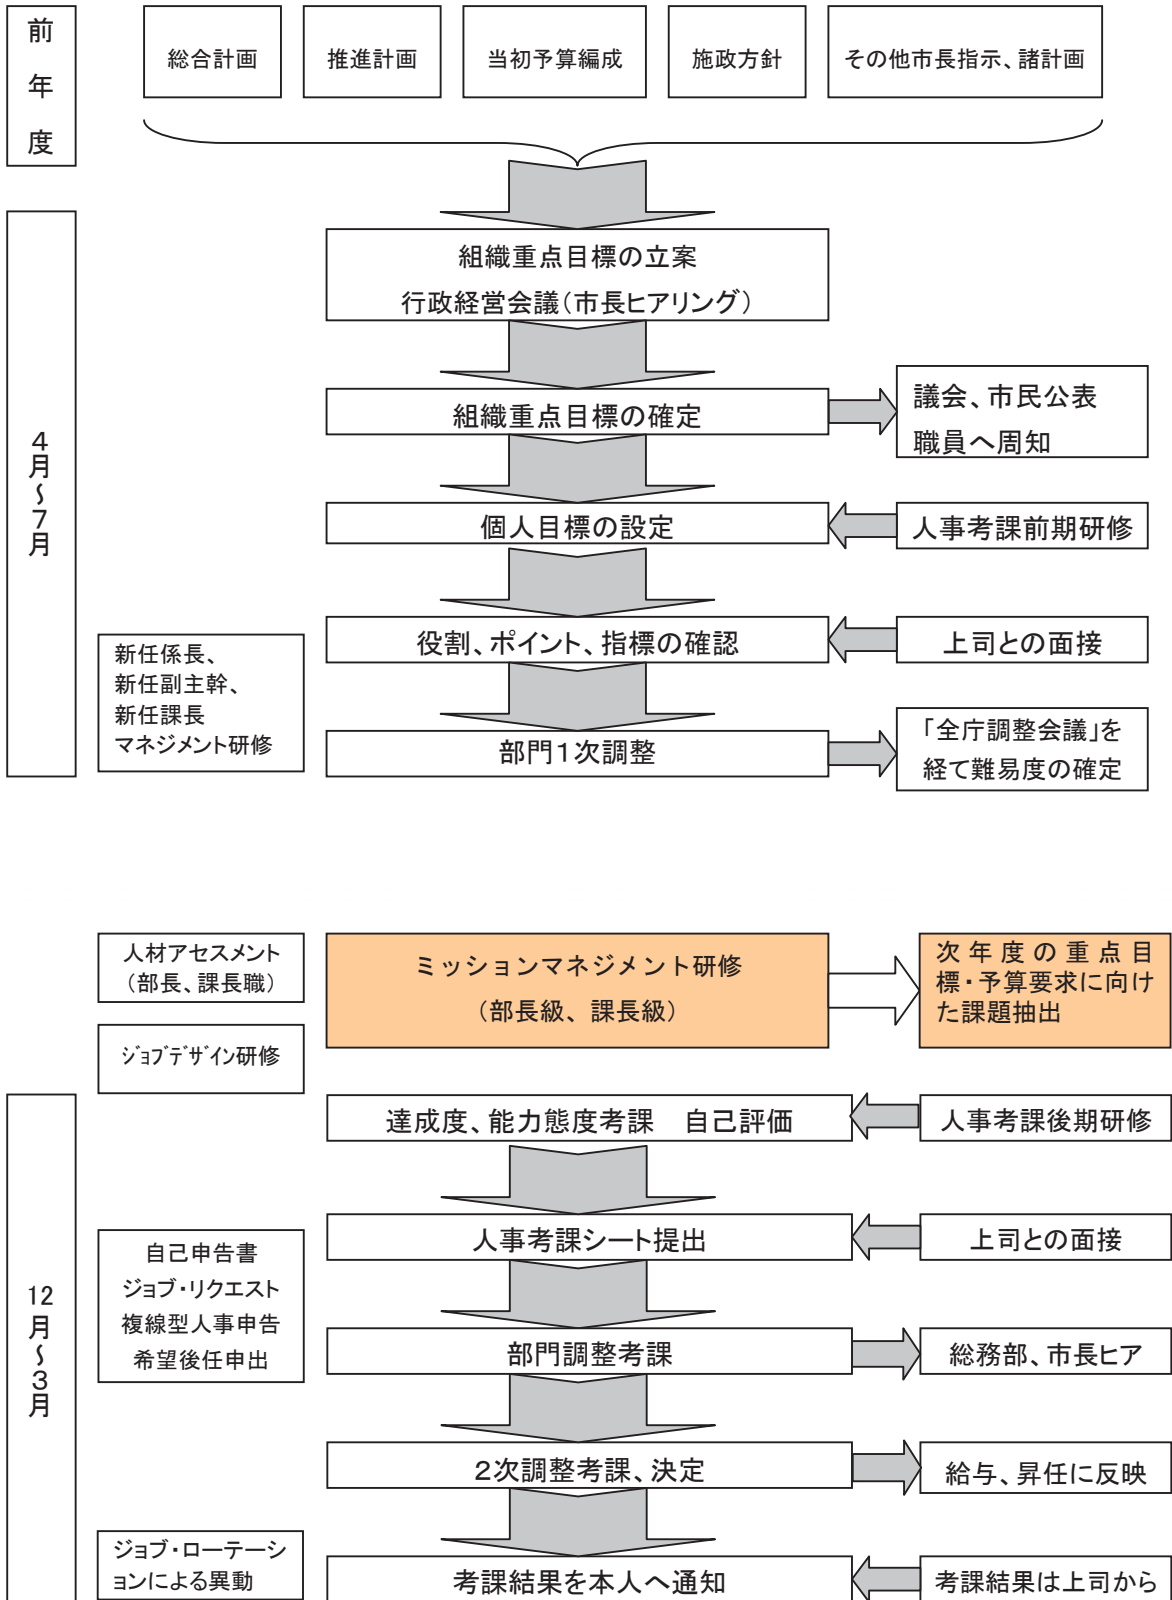 前
年
度
総合計画
推進計画
当初予算編成
施政方針
その他市長指示、諸計画
4
月
〜
7
月
組織重点目標の立案
行政経営会議（市長ヒアリング）
組織重点目標の確定
議会、市民公表
職員へ周知
個人目標の設定
人事考課前期研修
役割、ポイント、指標の確認
上司との面接
新任係長、
新任副主幹、
新任課長
マネジメント研修
部門１次調整
「全庁調整会議」を
経て難易度の確定
人材アセスメント
（部長、課長職）
ミッションマネジメント研修
（部長級、課長級）
次年度の重点目
標・予算要求に向け
た課題抽出
ｼﾞｮﾌﾞﾃﾞｻﾞｲﾝ研修
12
月
〜
3
月
達成度、能力態度考課　自己評価
人事考課後期研修
人事考課シート提出
上司との面接
自己申告書
ジョブ・リクエスト
複線型人事申告
希望後任申出
部門調整考課
総務部、市長ヒア
２次調整考課、決定
給与、昇任に反映
ジョブ・ローテーシ
ョンによる異動
考課結果を本人へ通知
考課結果は上司から